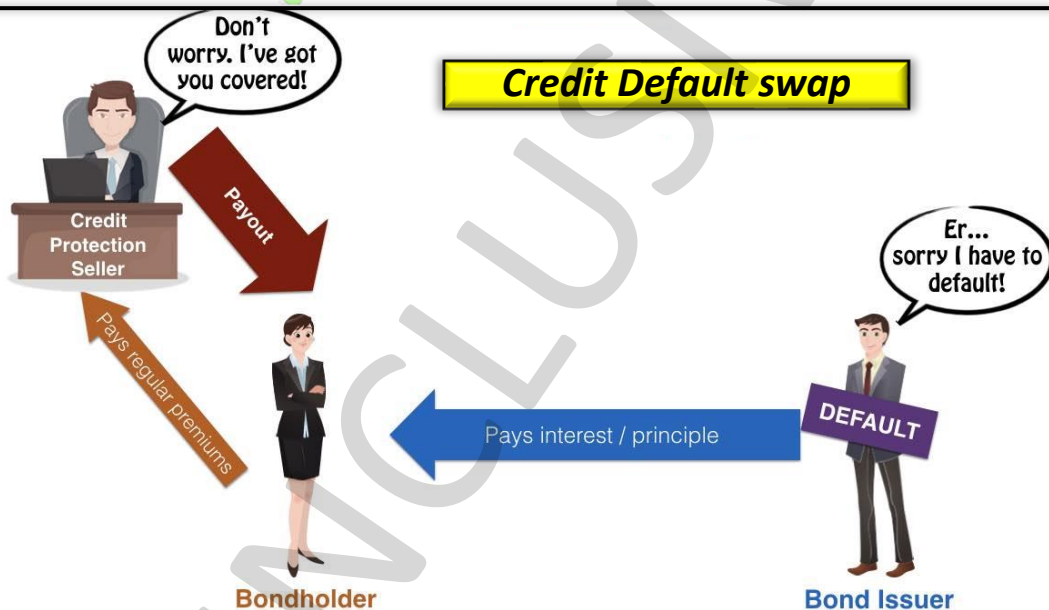 Don't
worry. I've got
you covered!
Credit Default swap
Credit
Protection
Seller
Payout
Pays regular premiums
Er...
sorry I have to
default!
DEFAULT
Pays interest / principle
Bondholder
Bond Issuer